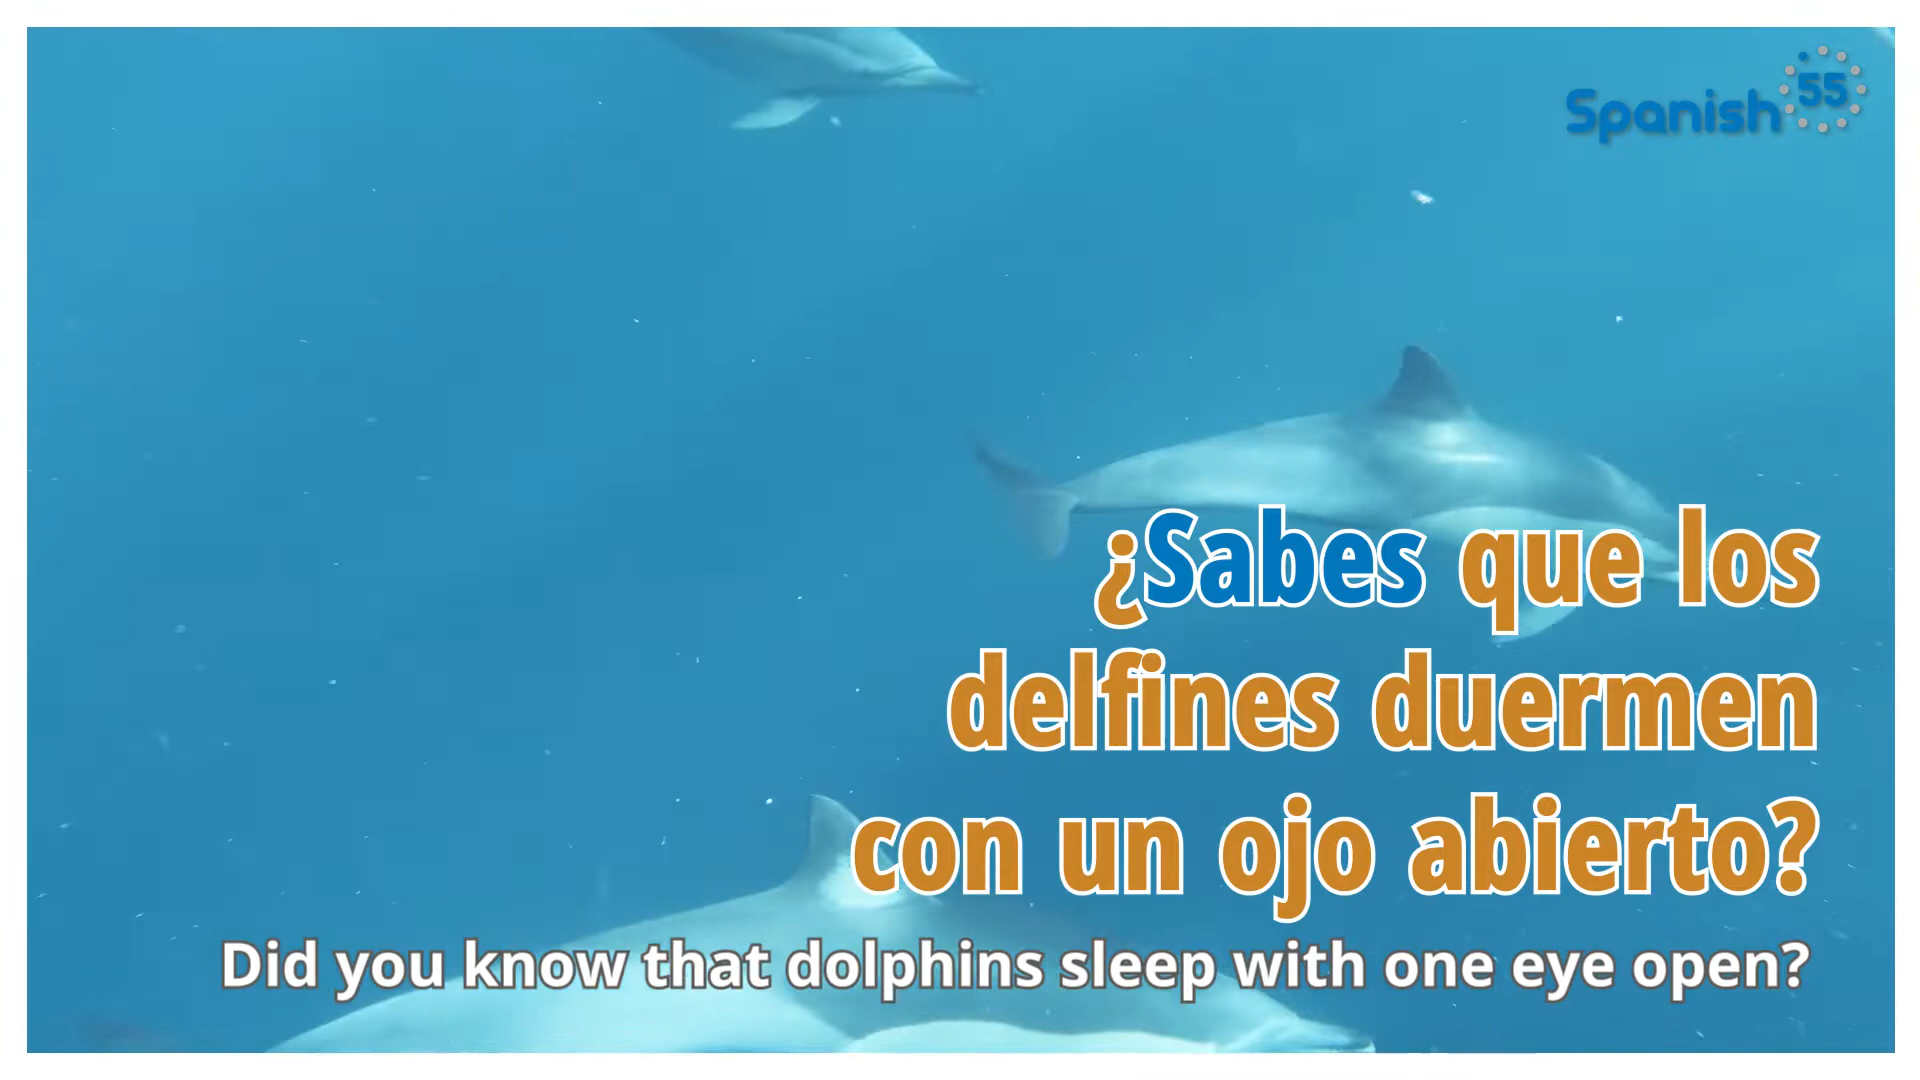 Spanish 55
¿Sabes que los
delfines duermen
con un ojo abierto?
Did you know that dolphins sleep with one eye open?